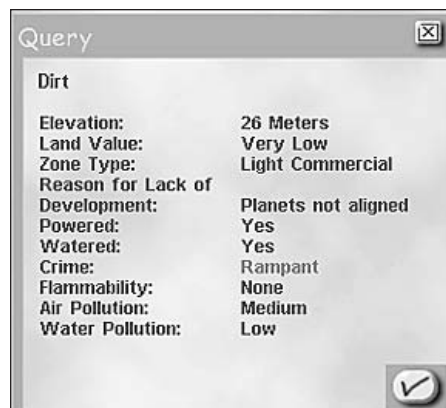 Query
Dirt
Elevation: 26 Meters
Land Value: Very Low
Zone Type: Light Commercial
Reason for Lack of
Development: Planets not aligned
Powered: Yes
Watered: Yes
Crime: Rampant
Flammability: None
Air Pollution: Medium
Water Pollution: Low